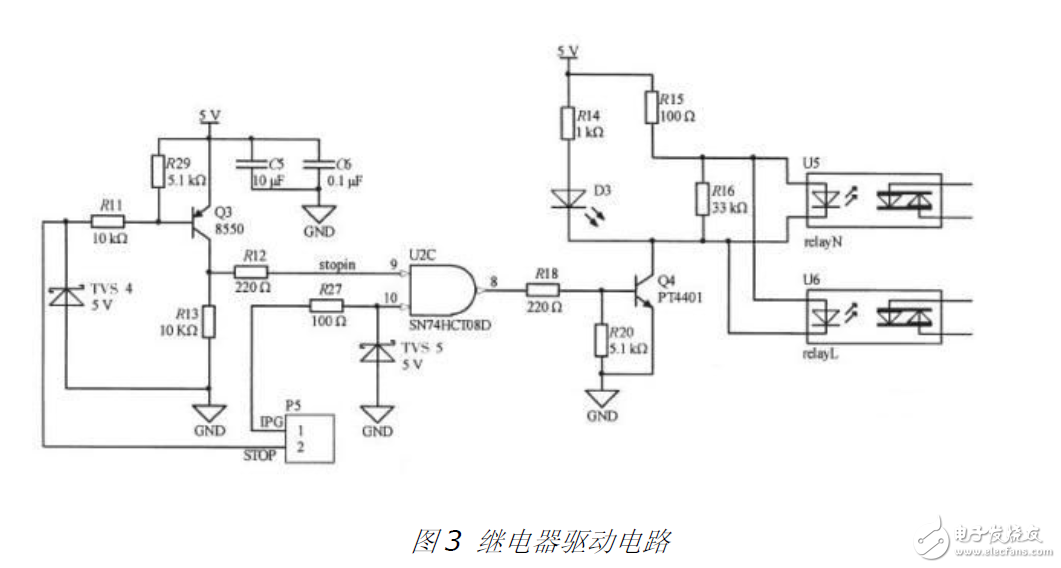 5 V
R29
5.1 kΩ
C5
10 μF
C6
0.1 μF
GND
R11
10 kΩ
Q3
8550
TVS 4
5 V
R12
220 Ω
stopin
R13
10 KΩ
GND
R27
100 Ω
TVS 5
5 V
GND
P5
IPG
1
2
STOP
U2C
9
10
8
SN74HCT08D
R18
220 Ω
R20
5.1 kΩ
GND
Q4
PT4401
5 V
R14
1 kΩ
R15
100 Ω
D3
R16
33 kΩ
U5
relayN
U6
relayL
图3 继电器驱动电路
电子发烧友
www.elecfans.com